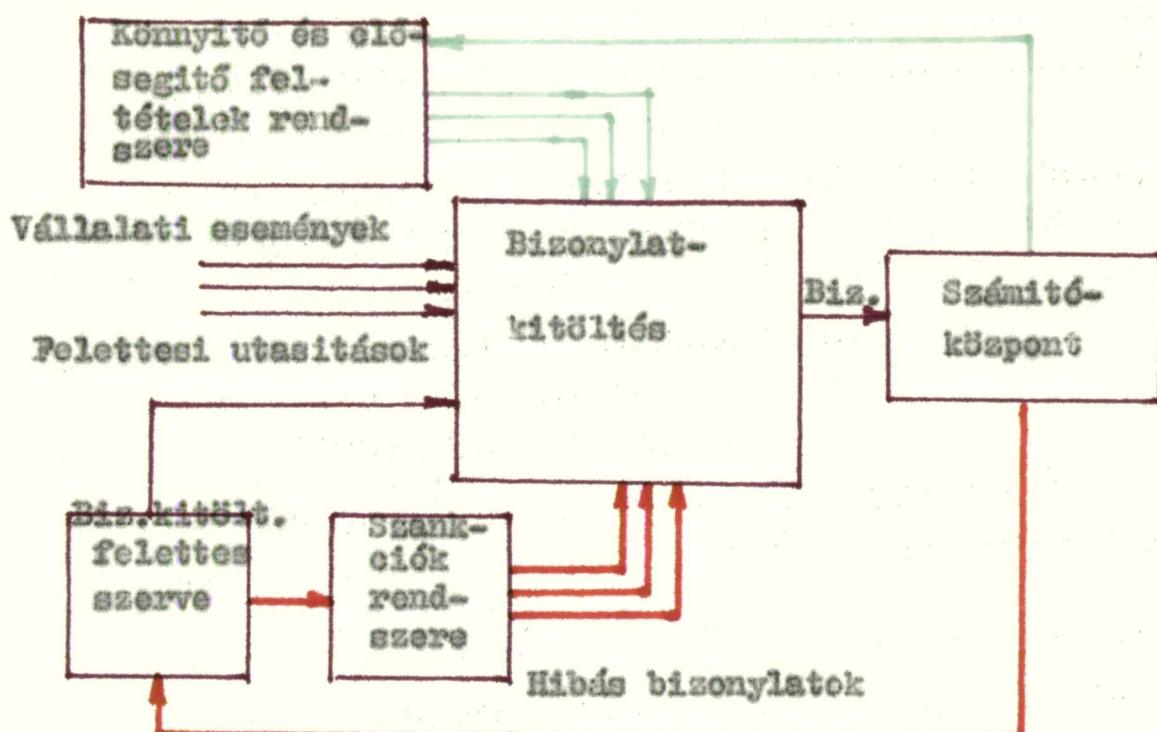 Könnyitő és elő-
segitő fel-
tételek rend-
szere
Vállalati események
Felettesi utasitások
Bizonylat-
kitöltés
Biz.
Számitó-
központ
Biz.kitölt.
felettes
szerve
Szank-
ciók
rend-
szere
Hibás bizonylatok